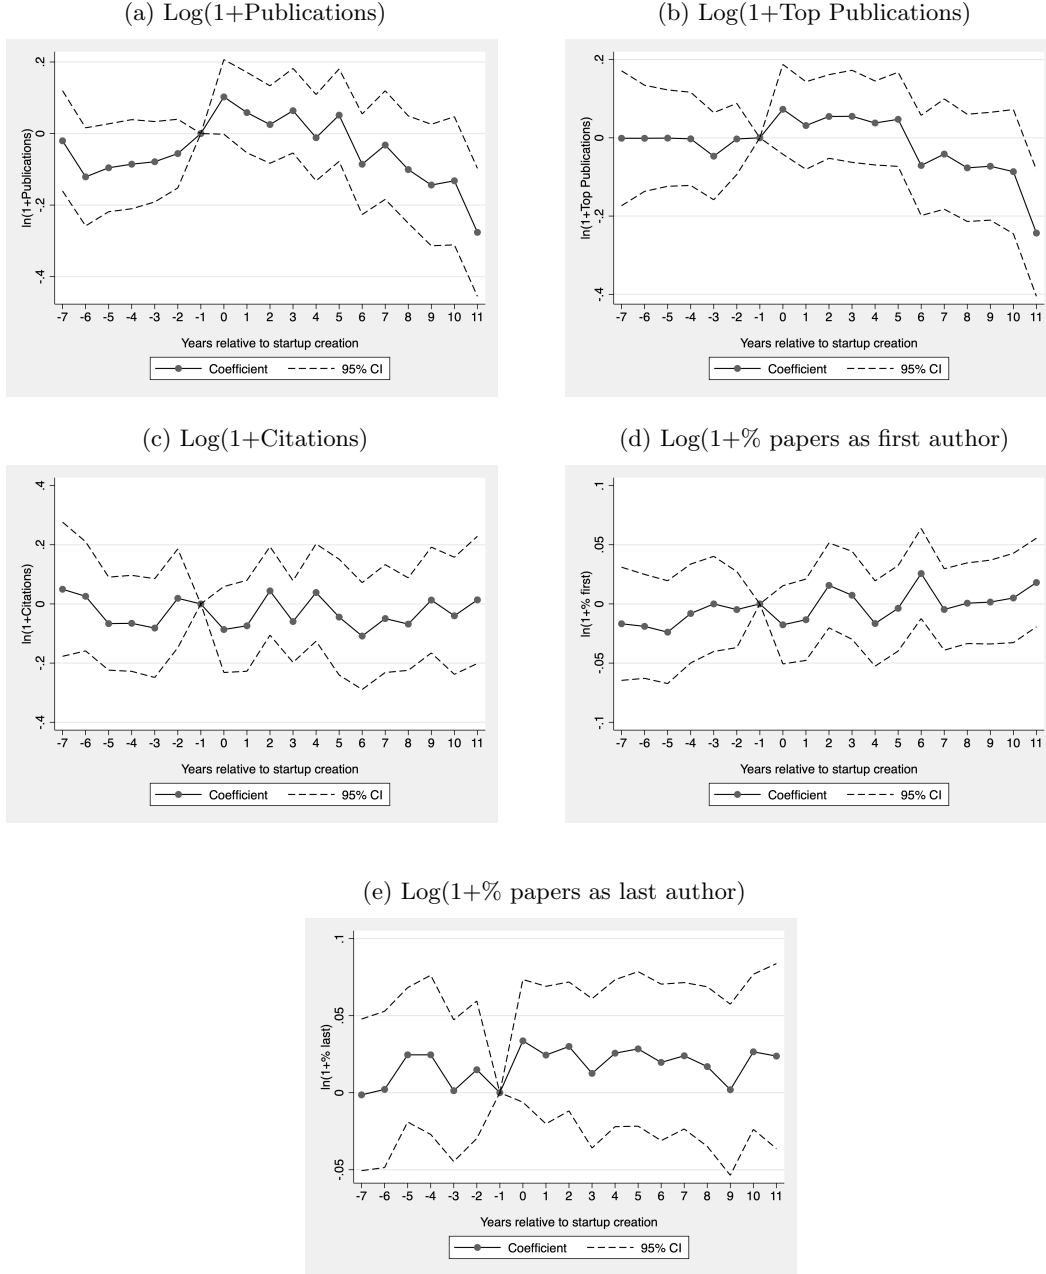 (a) Log(1+Publications)
ln(1+Publications)
.2
0
-.2
-.4
-7 -6 -5 -4 -3 -2 -1 0 1 2 3 4 5 6 7 8 9 10 11
Years relative to startup creation
Coefficient 95% CI
(b) Log(1+Top Publications)
ln(1+Top Publications)
.2
0
-.2
-.4
-7 -6 -5 -4 -3 -2 -1 0 1 2 3 4 5 6 7 8 9 10 11
Years relative to startup creation
Coefficient 95% CI
(c) Log(1+Citations)
ln(1+Citations)
.4
.2
0
-.2
-.4
-7 -6 -5 -4 -3 -2 -1 0 1 2 3 4 5 6 7 8 9 10 11
Years relative to startup creation
Coefficient 95% CI
(d) Log(1+% papers as first author)
ln(1+% first)
.1
.05
0
-.05
-.1
-7 -6 -5 -4 -3 -2 -1 0 1 2 3 4 5 6 7 8 9 10 11
Years relative to startup creation
Coefficient 95% CI
(e) Log(1+% papers as last author)
ln(1+% last)
.1
.05
0
-.05
-7 -6 -5 -4 -3 -2 -1 0 1 2 3 4 5 6 7 8 9 10 11
Years relative to startup creation
Coefficient 95% CI